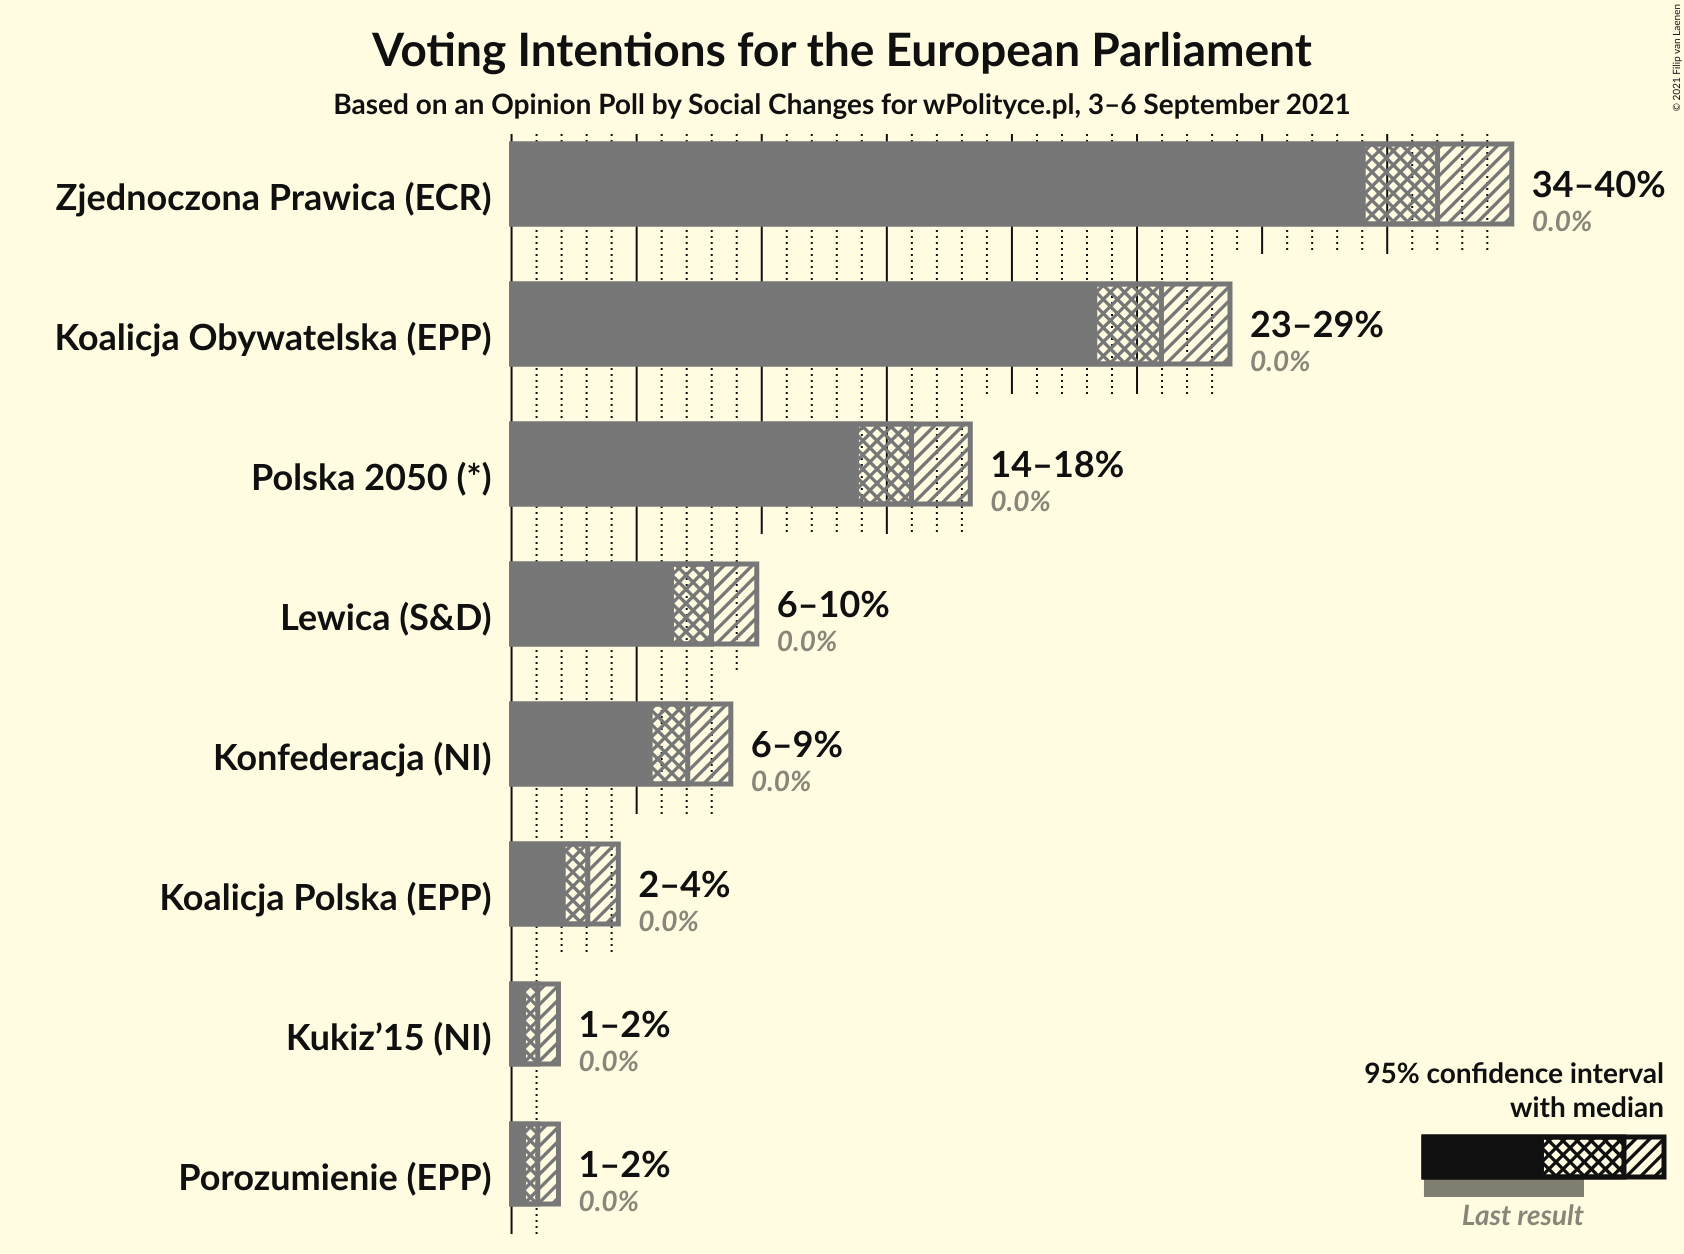 Voting Intentions for the European Parliament
Based on an Opinion Poll by Social Changes for wPolityce.pl, 3–6 September 2021
© 2021 Filip van Laenen
Zjednoczona Prawica (ECR)
34–40%
0.0%
Koalicja Obywatelska (EPP)
23–29%
0.0%
Polska 2050 (*)
14–18%
0.0%
Lewica (S&D)
6–10%
0.0%
Konfederacja (NI)
6–9%
0.0%
Koalicja Polska (EPP)
2–4%
0.0%
Kukiz’15 (NI)
1–2%
0.0%
Porozumienie (EPP)
1–2%
0.0%
95% confidence interval
with median
Last result